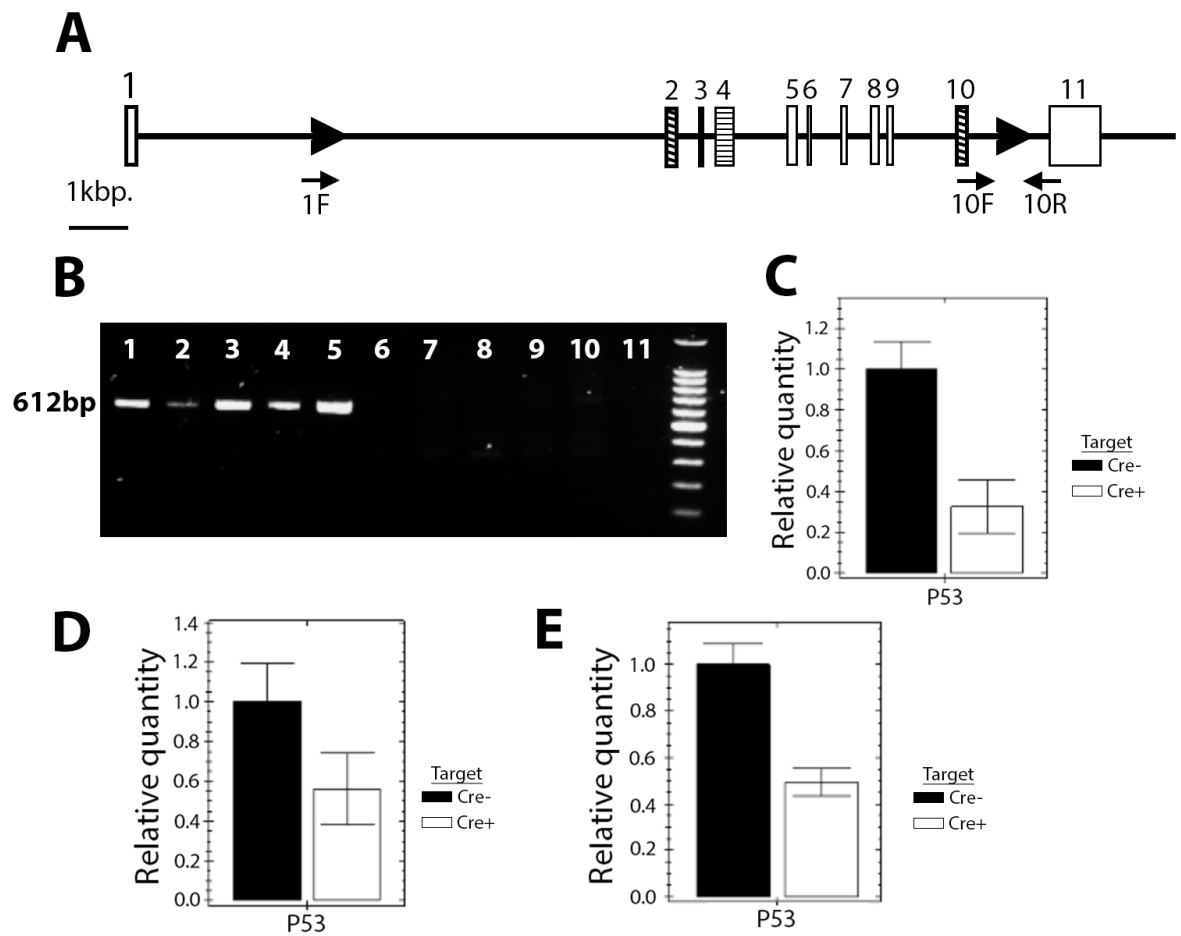 A
1 2 3 4 5 6 7 8 9 10 11
1F 10F 10R
1kbp.
B
1 2 3 4 5 6 7 8 9 10 11
612bp
C
Relative quantity
1.2
1.0
0.8
0.6
0.4
0.2
0.0
P53
Target
Cre-
Cre+
D
Relative quantity
1.4
1.2
1.0
0.8
0.6
0.4
0.2
0.0
P53
Target
Cre-
Cre+
E
Relative quantity
1.0
0.8
0.6
0.4
0.2
0.0
P53
Target
Cre-
Cre+